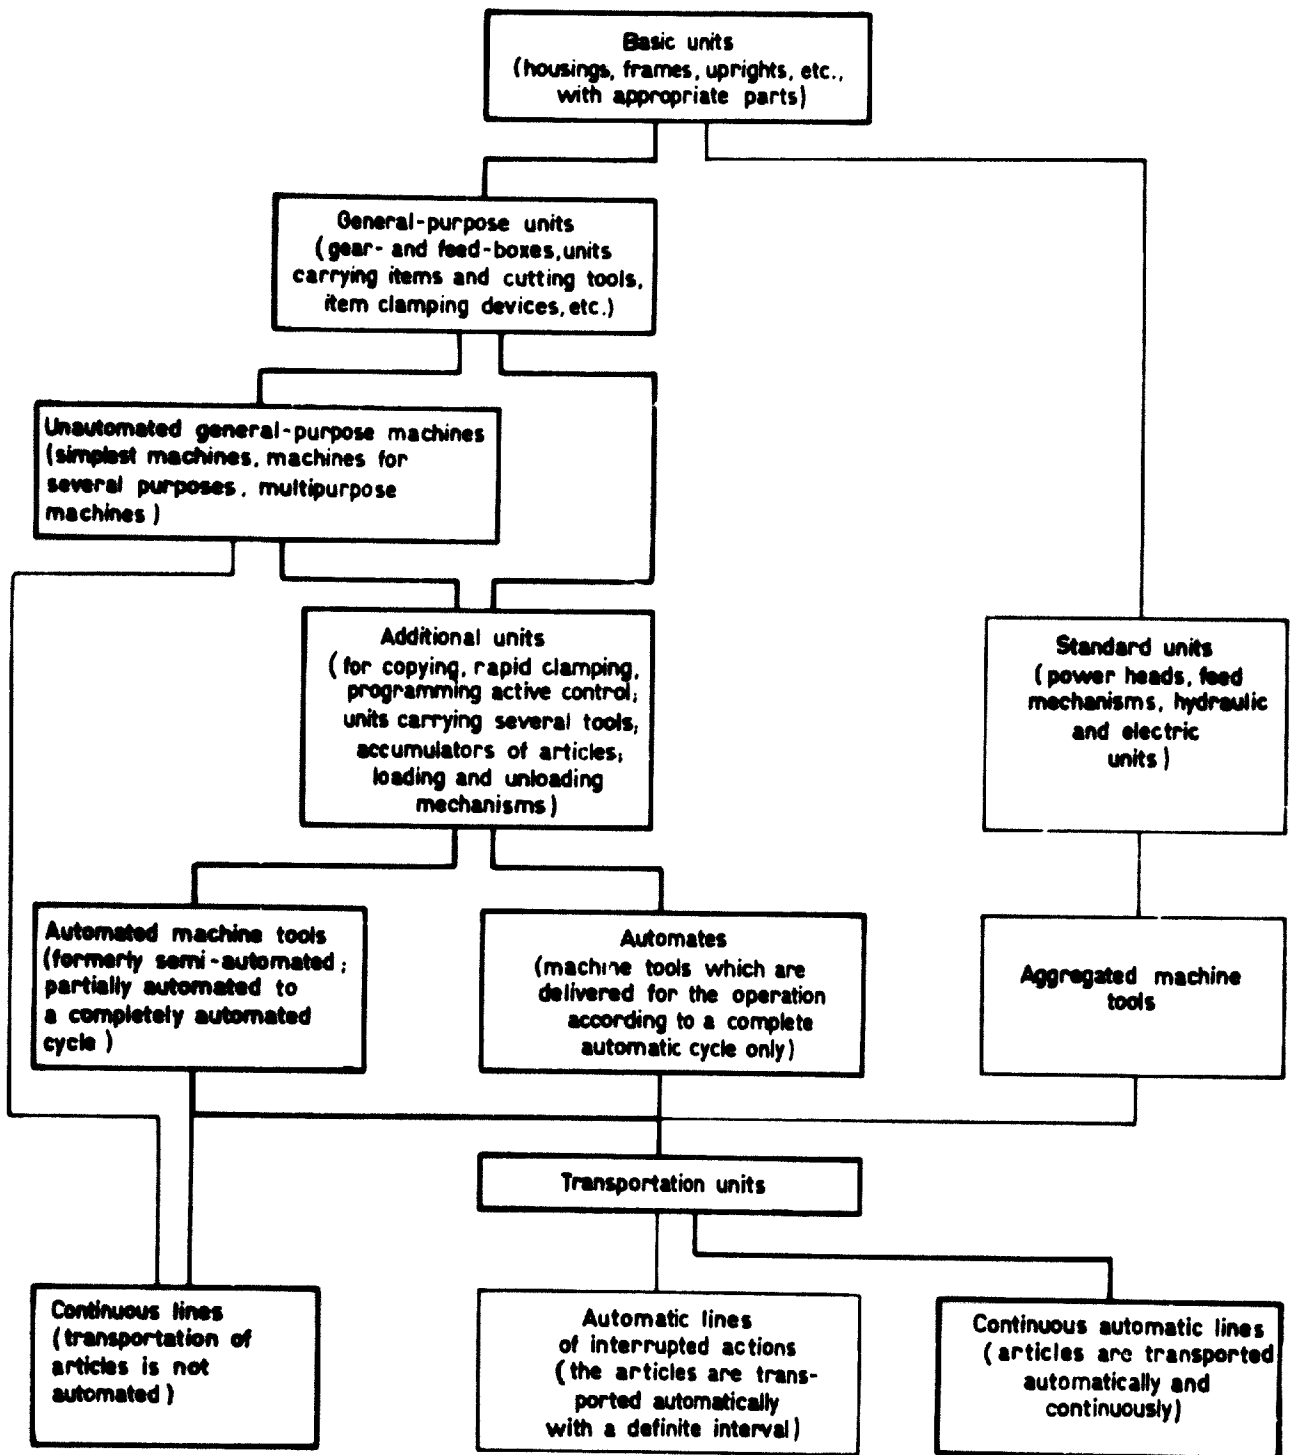 Basic units
(housings, frames, uprights, etc.,
with appropriate parts)
General-purpose units
(gear- and feed-boxes, units
carrying items and cutting tools,
item clamping devices, etc.)
Unautomated general-purpose machines
(simplest machines, machines for
several purposes, multipurpose
machines)
Additional units
(for copying, rapid clamping,
programming active control;
units carrying several tools;
accumulators of articles;
loading and unloading
mechanisms)
Standard units
(power heads, feed
mechanisms, hydraulic
and electric
units)
Automated machine tools
(formerly semi-automated;
partially automated to
a completely automated
cycle)
Automates
(machine tools which are
delivered for the operation
according to a complete
automatic cycle only)
Aggregated machine
tools
Transportation units
Continuous lines
(transportation of
articles is not
automated)
Automatic lines
of interrupted actions
(the articles are trans-
ported automatically
with a definite interval)
Continuous automatic lines
(articles are transported
automatically and
continuously)